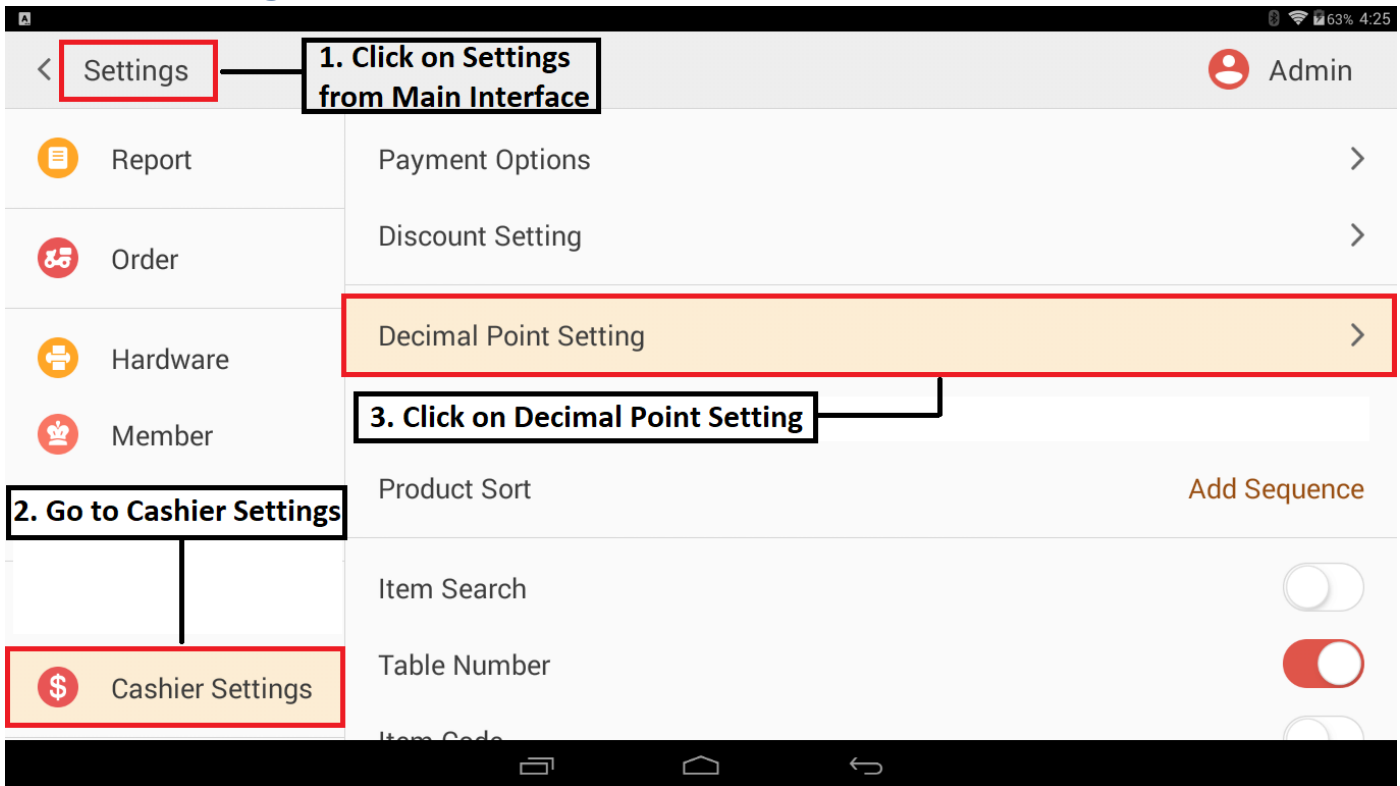 A
63% 4:25
Settings
1. Click on Settings
from Main Interface
Admin
Report
Payment Options
Order
Discount Setting
Hardware
Decimal Point Setting
3. Click on Decimal Point Setting
Member
2. Go to Cashier Settings
Product Sort
Add Sequence
Item Search
Table Number
Cashier Settings
Item Code